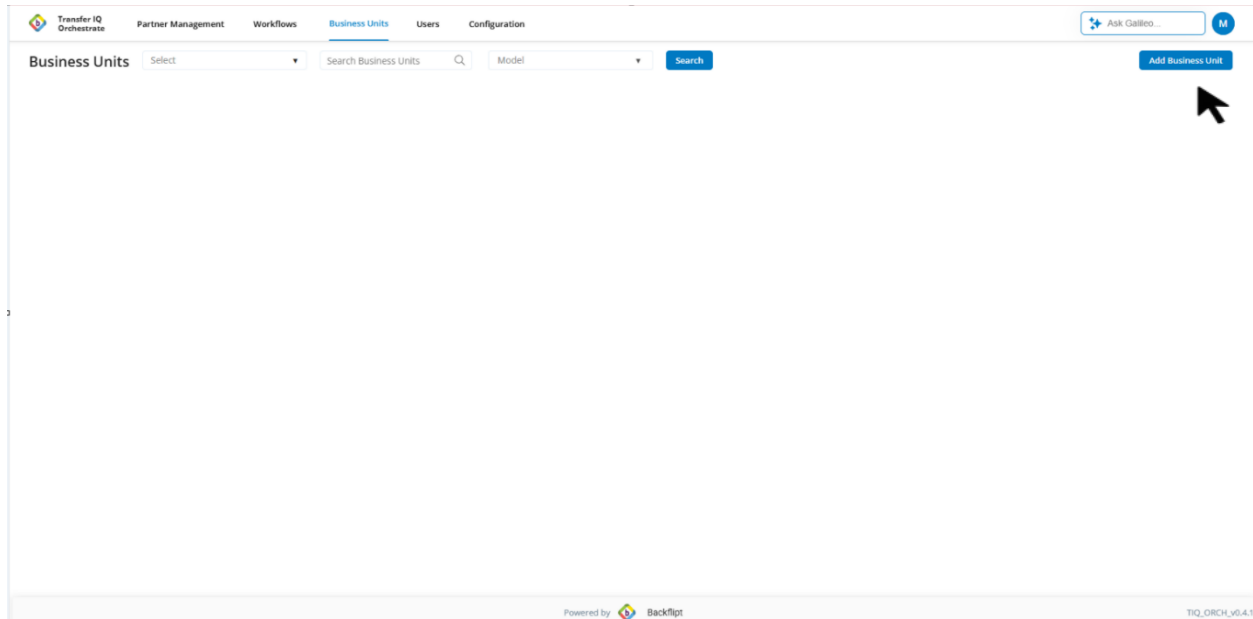 Transfer IQ
Orchestrate
Partner Management
Workflows
Business Units
Users
Configuration
Ask Galileo...
M
Business Units
Select
Search Business Units
Model
Search
Add Business Unit
Powered by
b
Backflipt
TIQ_ORCH_v0.4.1